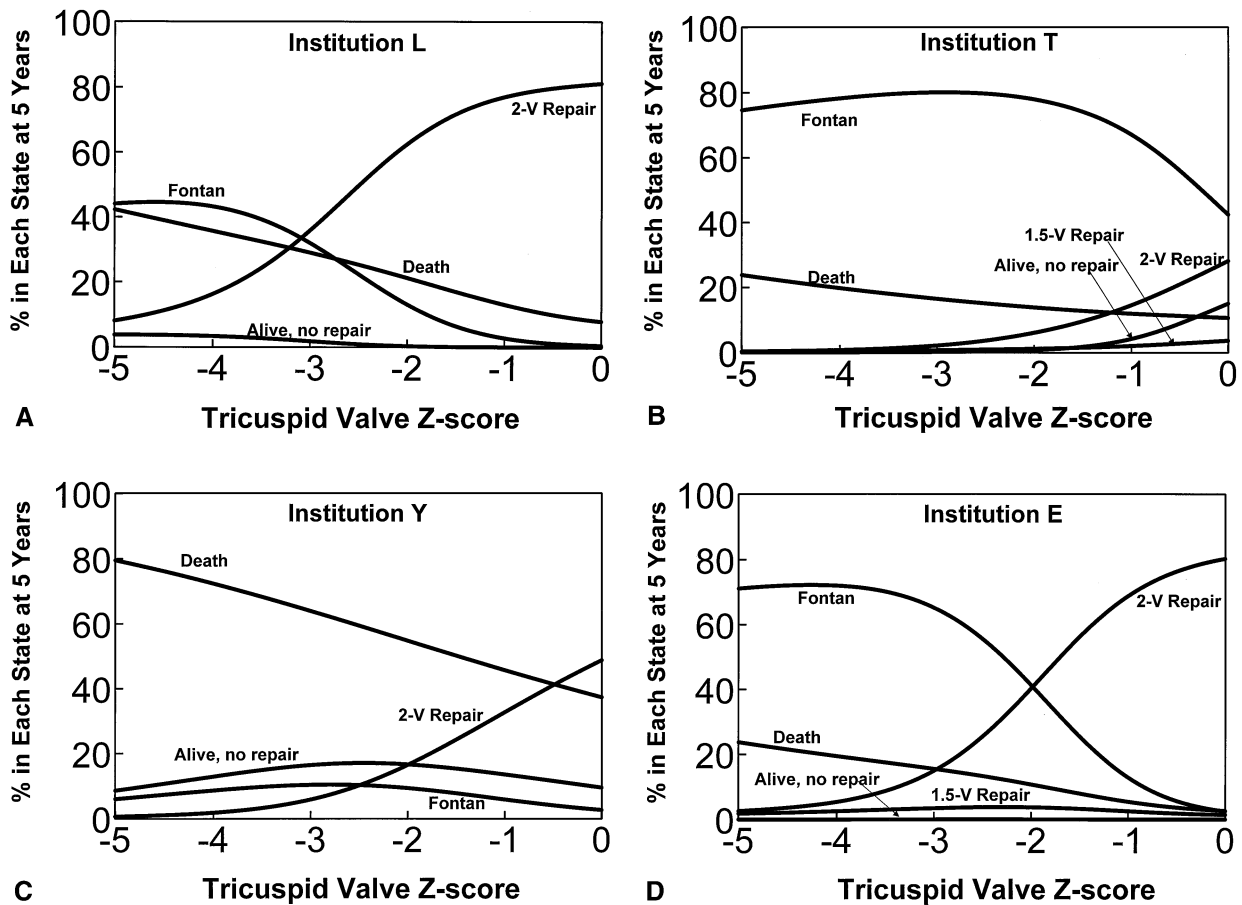 % in Each State at 5 Years
100
80
60
40
20
0
Institution L
2-V Repair
Fontan
Death
Alive, no repair
-5 -4 -3 -2 -1 0
A
Tricuspid Valve Z-score
% in Each State at 5 Years
100
80
60
40
20
0
Institution T
Fontan
1.5-V Repair
2-V Repair
Alive, no repair
Death
-5 -4 -3 -2 -1 0
B
Tricuspid Valve Z-score
% in Each State at 5 Years
100
80
60
40
20
0
Institution Y
Death
2-V Repair
Alive, no repair
Fontan
-5 -4 -3 -2 -1 0
C
Tricuspid Valve Z-score
% in Each State at 5 Years
100
80
60
40
20
0
Institution E
Fontan
2-V Repair
Death
Alive, no repair
1.5-V Repair
-5 -4 -3 -2 -1 0
D
Tricuspid Valve Z-score